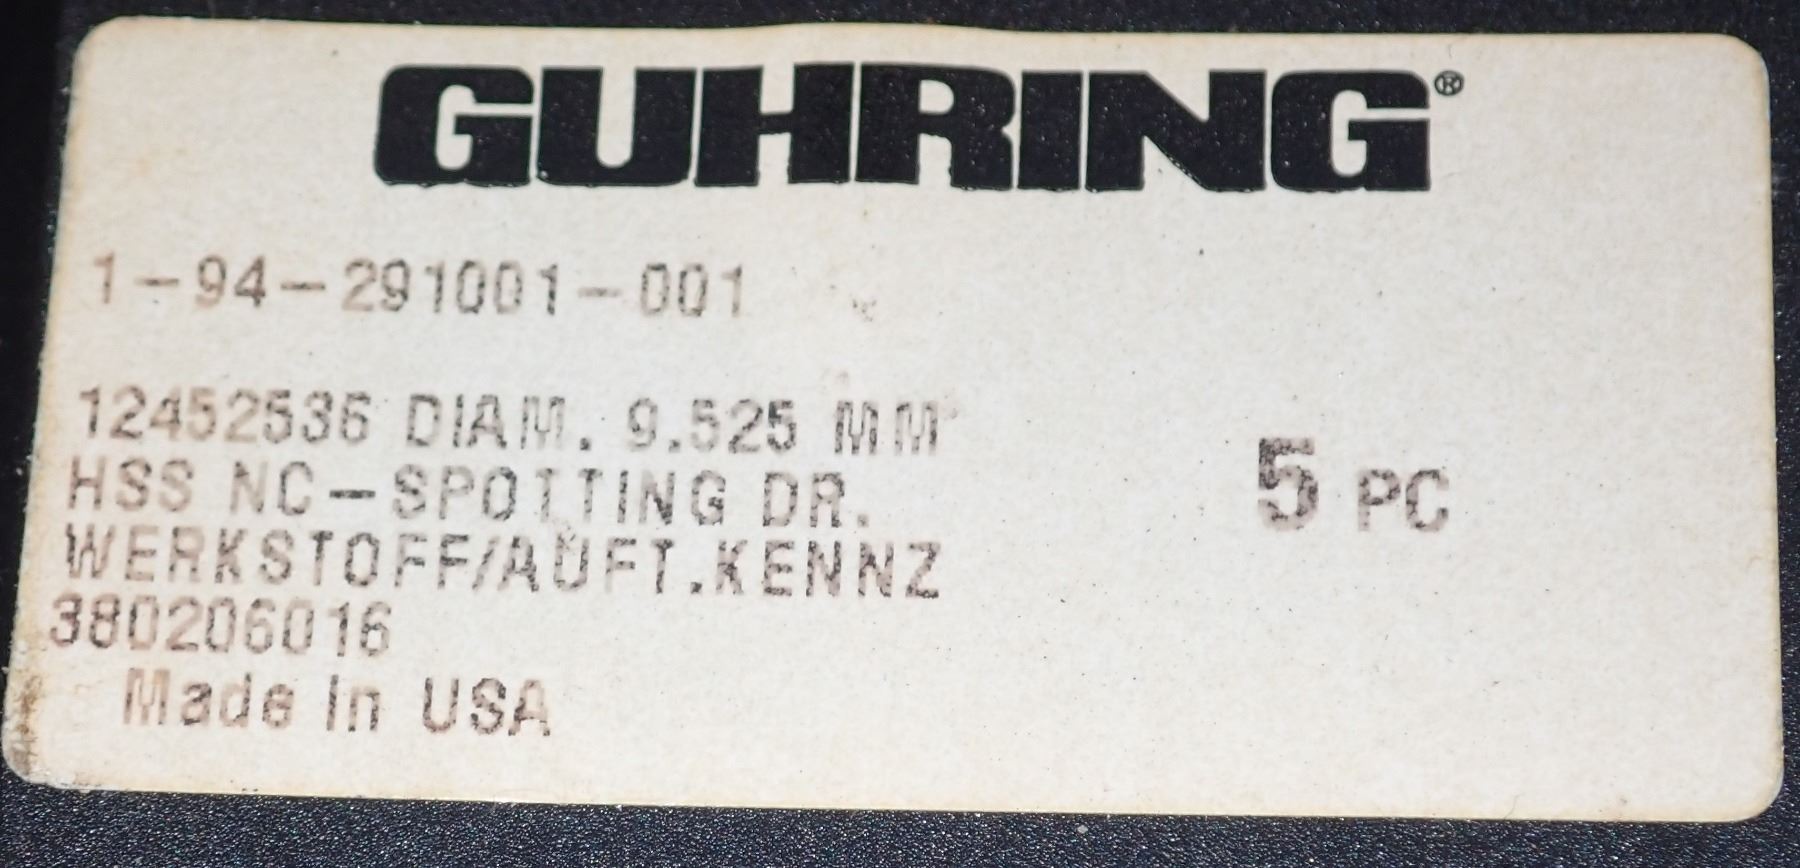 GUHRING®
1-94-291001-001
12452536 DIAM. 9.525 MM
HSS NC-SPOTTING DR.
5 PC
WERKSTOFF/AUFT.KENNZ
380206016
Made in USA